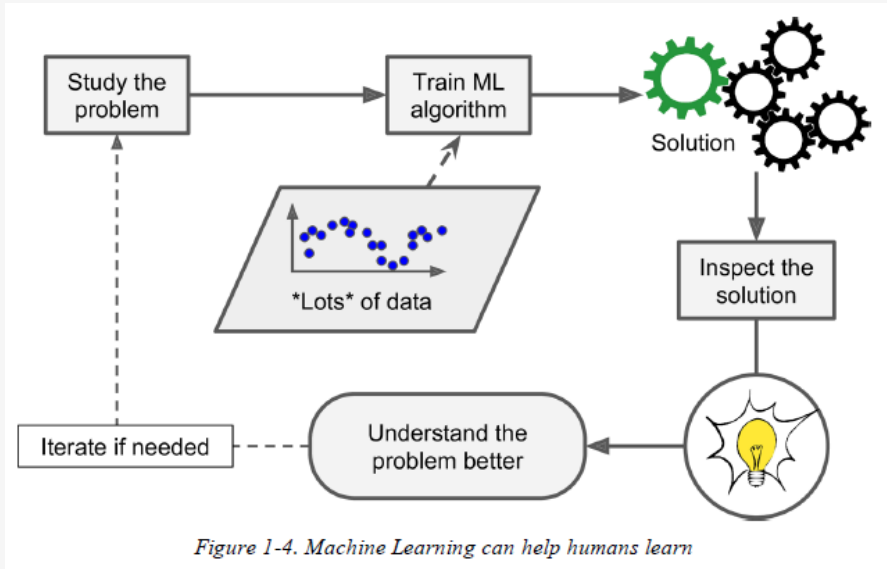 Study the
problem
Train ML
algorithm
Solution
*Lots* of data
Inspect the
solution
Understand the
problem better
Iterate if needed
Figure 1-4. Machine Learning can help humans learn